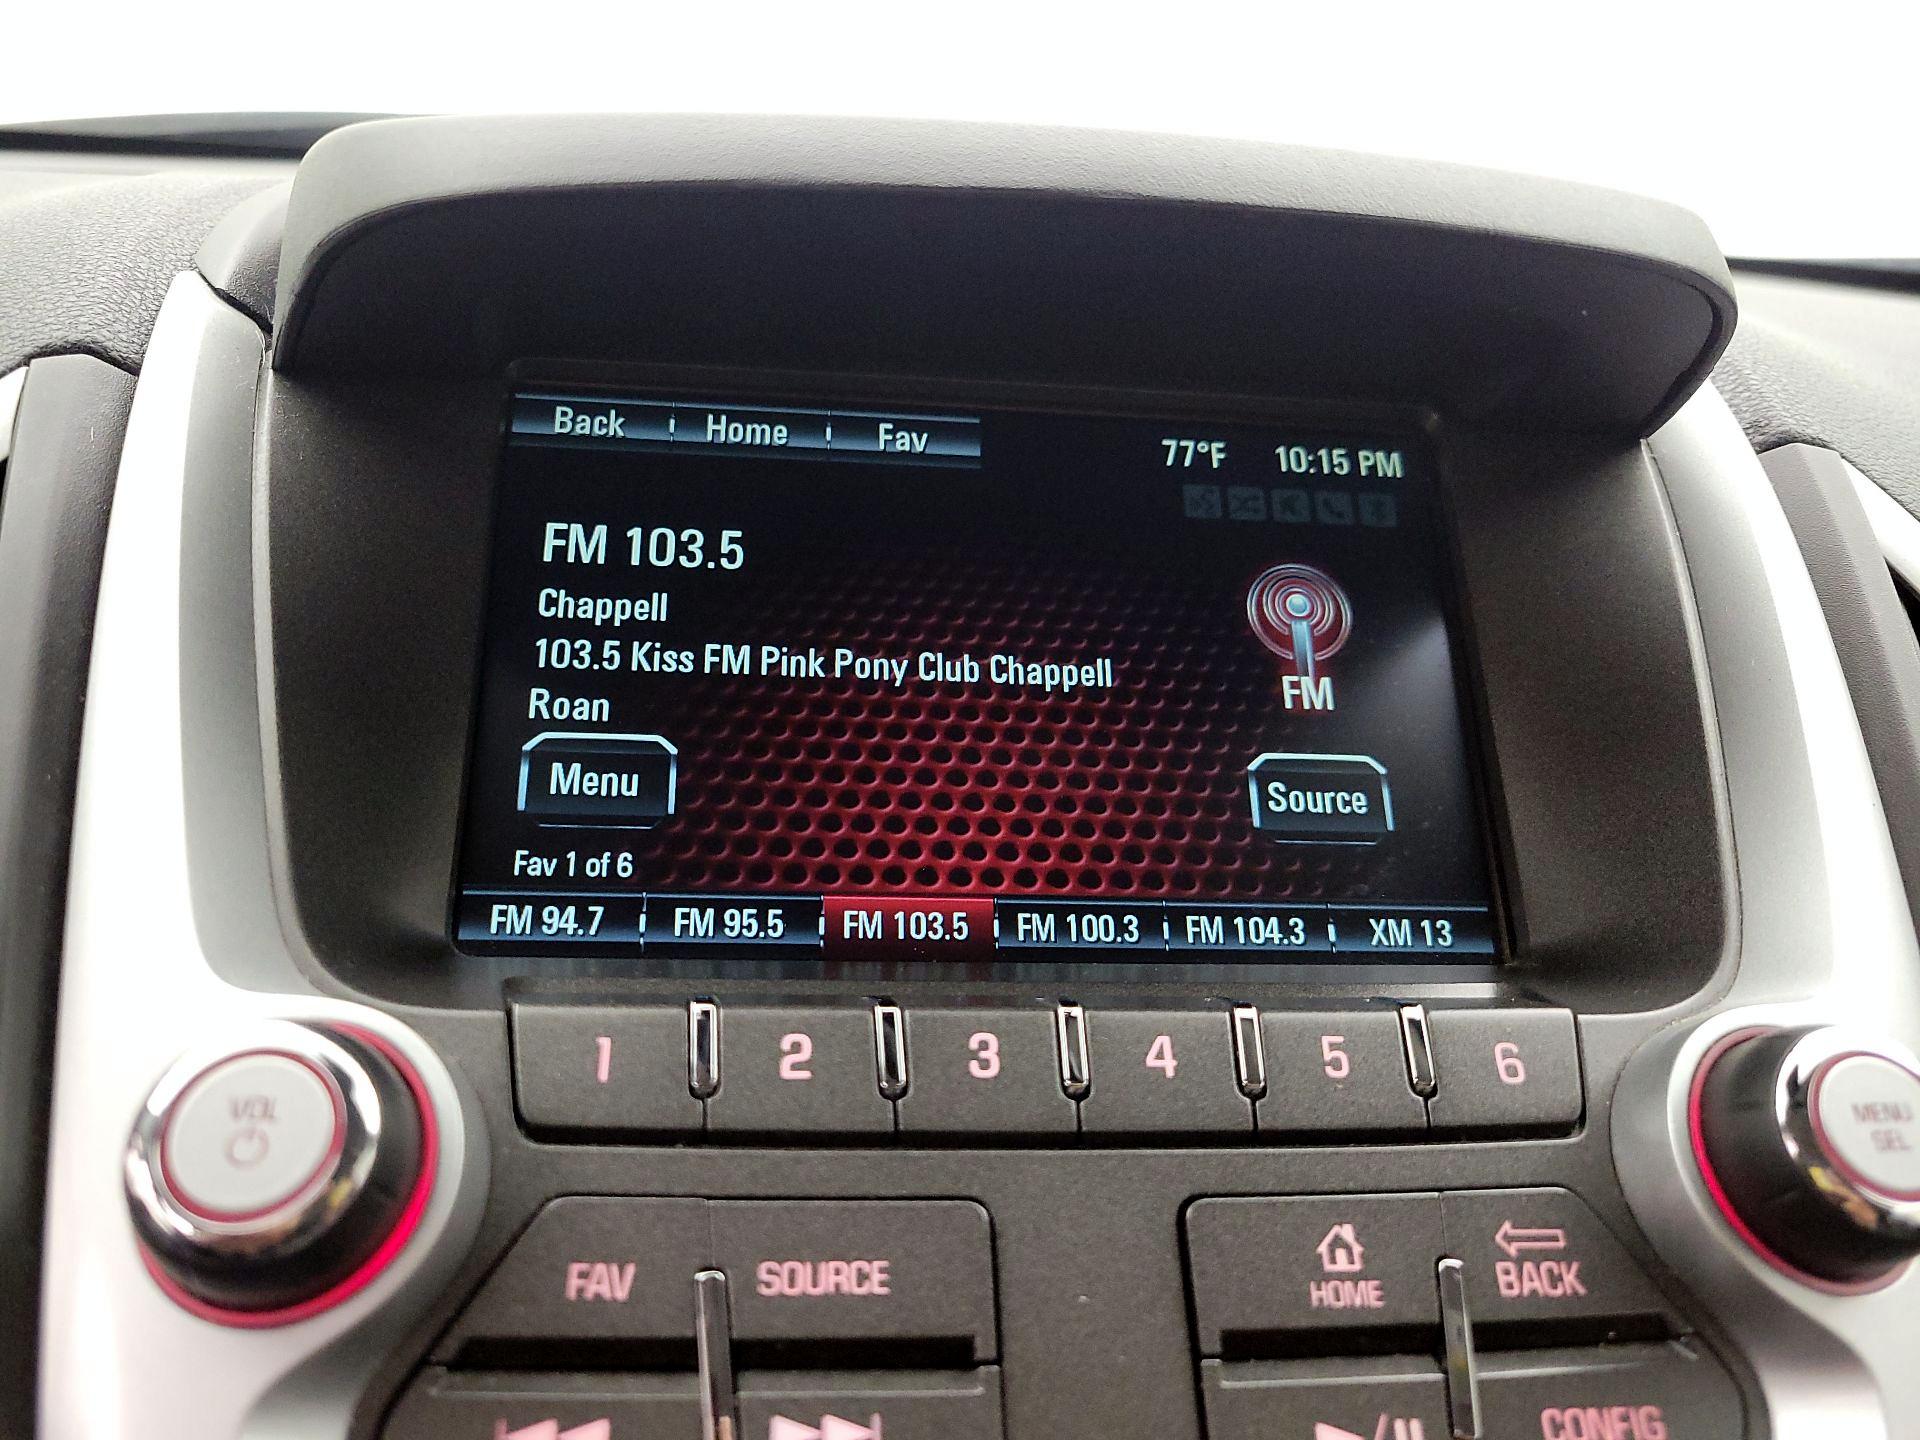 Back Home Fav 77°F 10:15 PM
FM 103.5
Chappell
103.5 Kiss FM Pink Pony Club Chappell
Roan
FM
Menu
Source
Fav 1 of 6
FM 94.7 FM 95.5 FM 103.5 FM 100.3 FM 104.3 XM 13
1 2 3 4 5 6
VOL
MENU
SEL
FAV SOURCE
HOME BACK
CONFIG